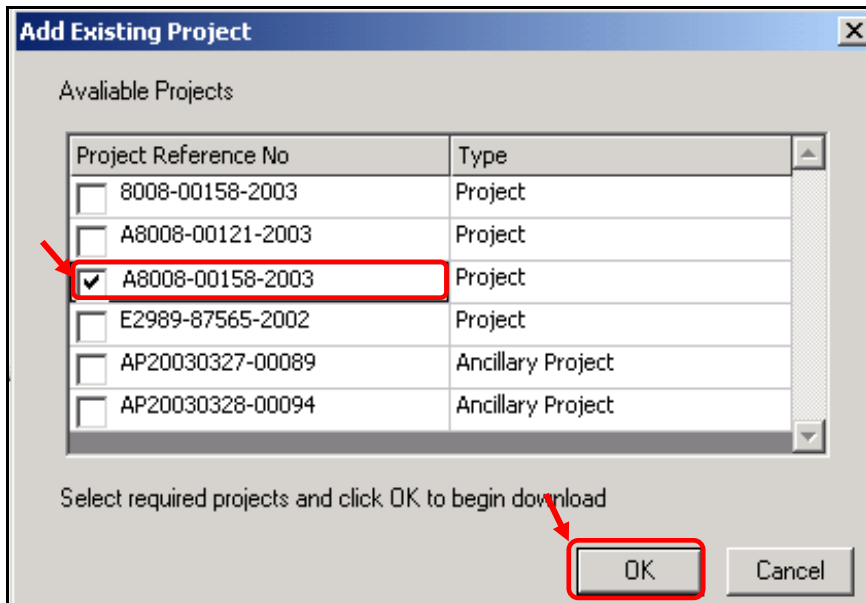 Add Existing Project
Avaliable Projects
Project Reference No Type
8008-00158-2003 Project
A8008-00121-2003 Project
A8008-00158-2003 Project
E2989-87565-2002 Project
AP20030327-00089 Ancillary Project
AP20030328-00094 Ancillary Project
Select required projects and click OK to begin download
OK Cancel